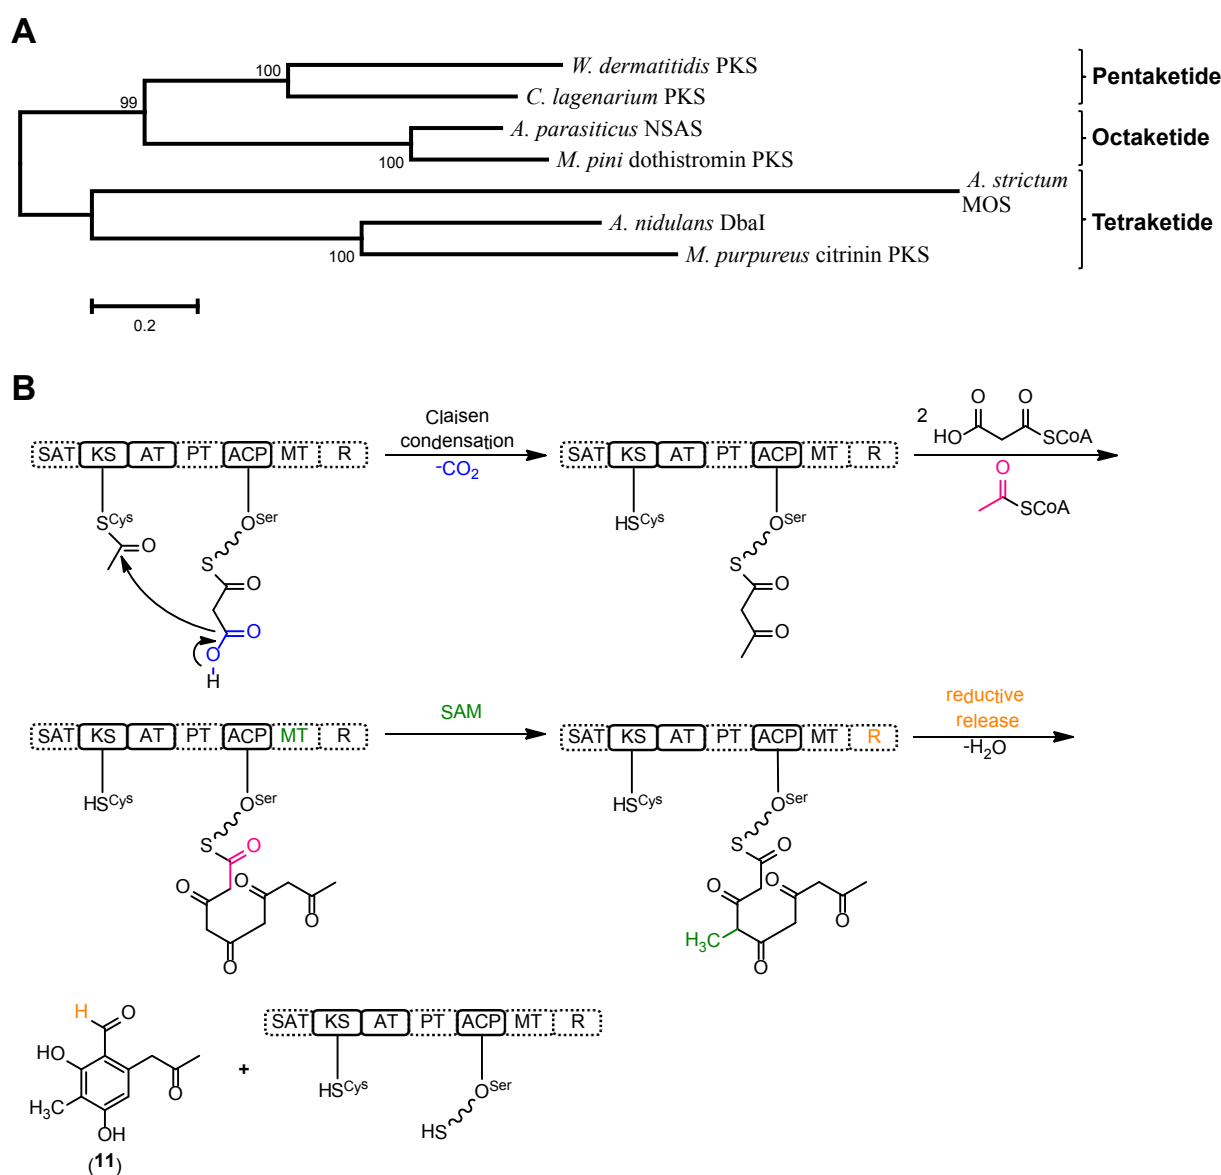 A
100
W. dermatitidis PKS
Pentaketide
99
C. lagenarium PKS
A. parasiticus NSAS
Octaketide
100
M. pini dothistromin PKS
A. strictum
MOS
A. nidulans DbaI
Tetraketide
100
M. purpureus citrinin PKS
0.2
B
SAT KS AT PT ACP MT R
SCys
O
OSer
S
O
O
O
H
Claisen
condensation
-CO2
SAT KS AT PT ACP MT R
HSCys
OSer
S
O
O
2
O O
HO SCoA
O
SCoA
SAT KS AT PT ACP MT R
HSCys
OSer
S
O
O
O
O
O
SAM
SAT KS AT PT ACP MT R
HSCys
OSer
S
O
O
O
O
H3C
O
reductive
release
-H2O
H
O
HO
O
H3C
OH
(11)
+
SAT KS AT PT ACP MT R
HSCys
OSer
HS